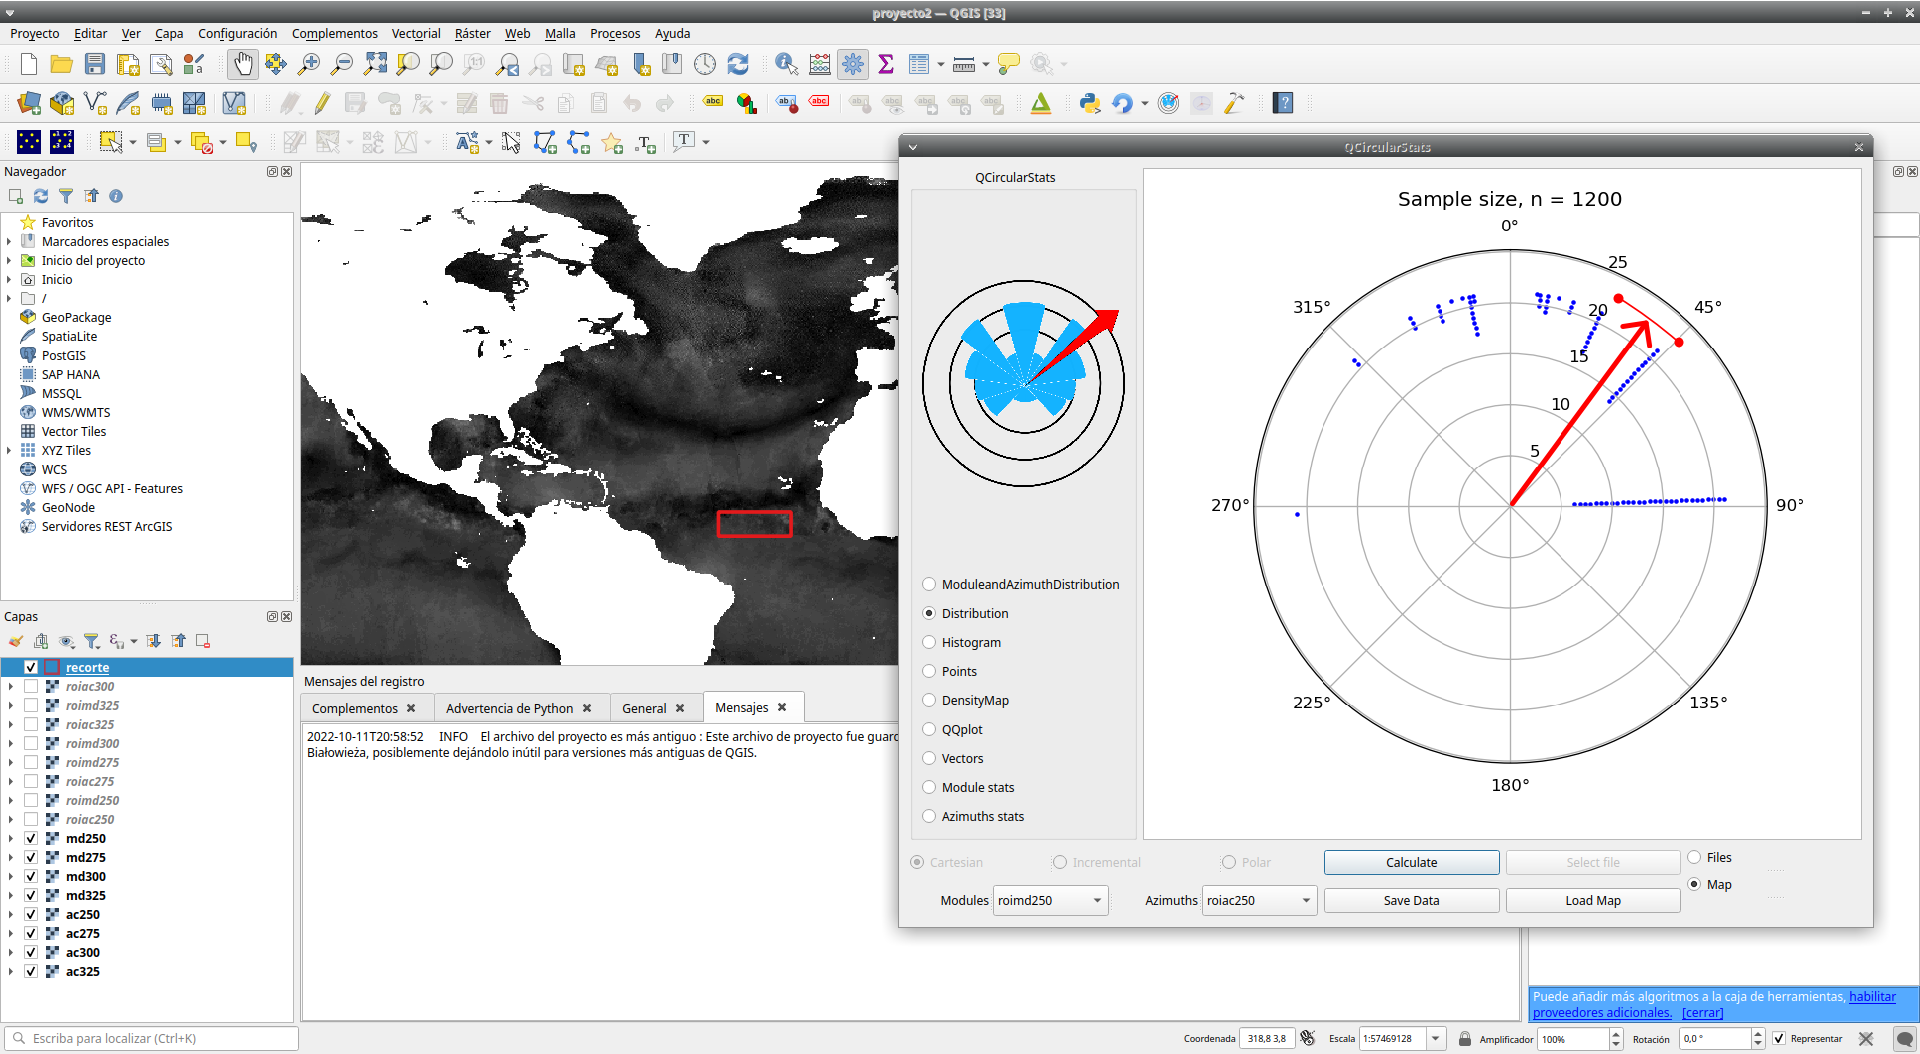 proyecto2 — QGIS [33]
Proyecto Editar Ver Capa Configuración Complementos Vectorial Ráster Web Malla Procesos Ayuda
Navegador
Favoritos
Marcadores espaciales
Inicio del proyecto
Inicio
/
GeoPackage
SpatiaLite
PostGIS
SAP HANA
MSSQL
WMS/WMTS
Vector Tiles
XYZ Tiles
WCS
WFS / OGC API - Features
GeoNode
Servidores REST ArcGIS
Capas
recorte
roiac300
roimd325
roiac325
roimd300
roimd275
roiac275
roimd250
roiac250
md250
md275
md300
md325
ac250
ac275
ac300
ac325
Escriba para localizar (Ctrl+K)
Mensajes del registro
Complementos Advertencia de Python General Mensajes
2022-10-11T20:58:52 INFO El archivo del proyecto es más antiguo : Este archivo de proyecto fue guard
Białowieża, posiblemente dejándolo inútil para versiones más antiguas de QGIS.
QCircularStats
QCircularStats
ModuleandAzimuthDistribution
Distribution
Histogram
Points
DensityMap
QQplot
Vectors
Module stats
Azimuths stats
Sample size, n = 1200
0°
25
315° 20 45°
15
10
5
270° 90°
225° 135°
180°
Cartesian Incremental Polar Calculate Select file Files
Map
Modules roimd250 Azimuths roiac250 Save Data Load Map
Puede añadir más algoritmos a la caja de herramientas, habilitar
proveedores adicionales. [cerrar]
Coordenada 318,8 3,8 Escala 1:57469128 Amplificador 100% Rotación 0,0 ° Representar